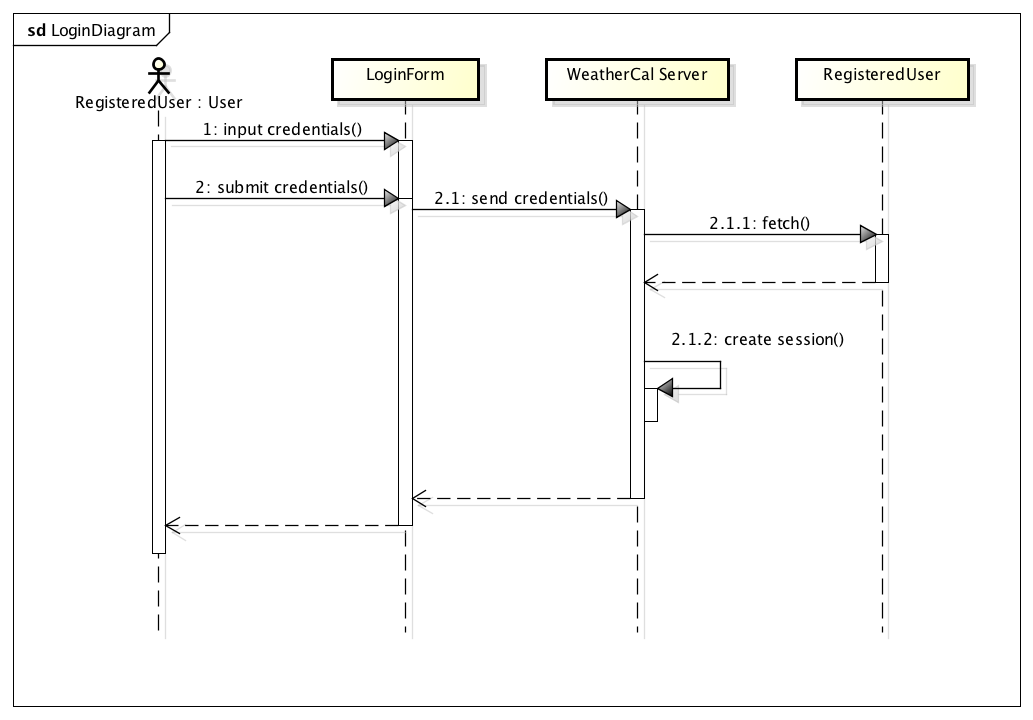 sd LoginDiagram
RegisteredUser : User
LoginForm
WeatherCal Server
RegisteredUser
1: input credentials()
2: submit credentials()
2.1: send credentials()
2.1.1: fetch()
2.1.2: create session()